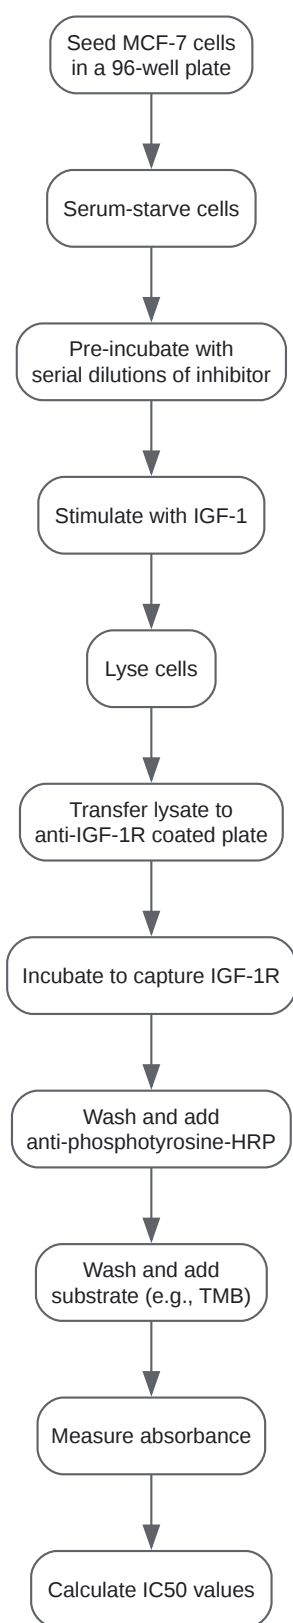 Seed MCF-7 cells
in a 96-well plate
Serum-starve cells
Pre-incubate with
serial dilutions of inhibitor
Stimulate with IGF-1
Lyse cells
Transfer lysate to
anti-IGF-1R coated plate
Incubate to capture IGF-1R
Wash and add
anti-phosphotyrosine-HRP
Wash and add
substrate (e.g., TMB)
Measure absorbance
Calculate IC50 values